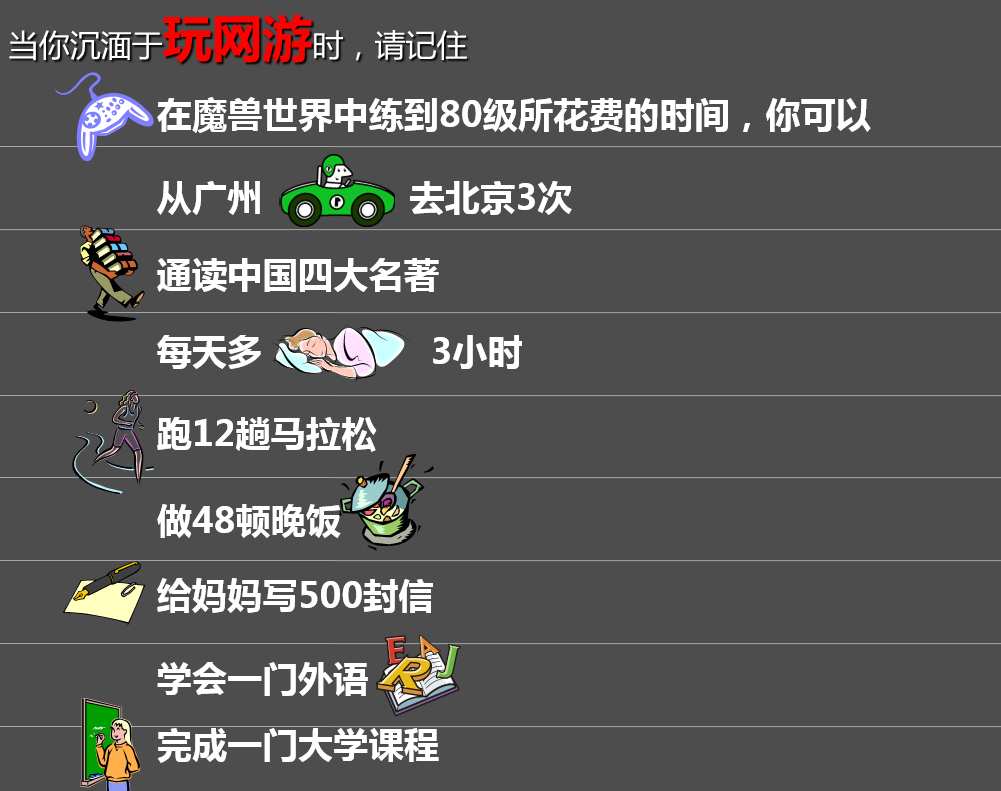 当你沉湎于玩网游时，请记住
在魔兽世界中练到80级所花费的时间，你可以
从广州 去北京3次
通读中国四大名著
每天多 3小时
跑12趟马拉松
做48顿晚饭
给妈妈写500封信
学会一门外语
完成一门大学课程